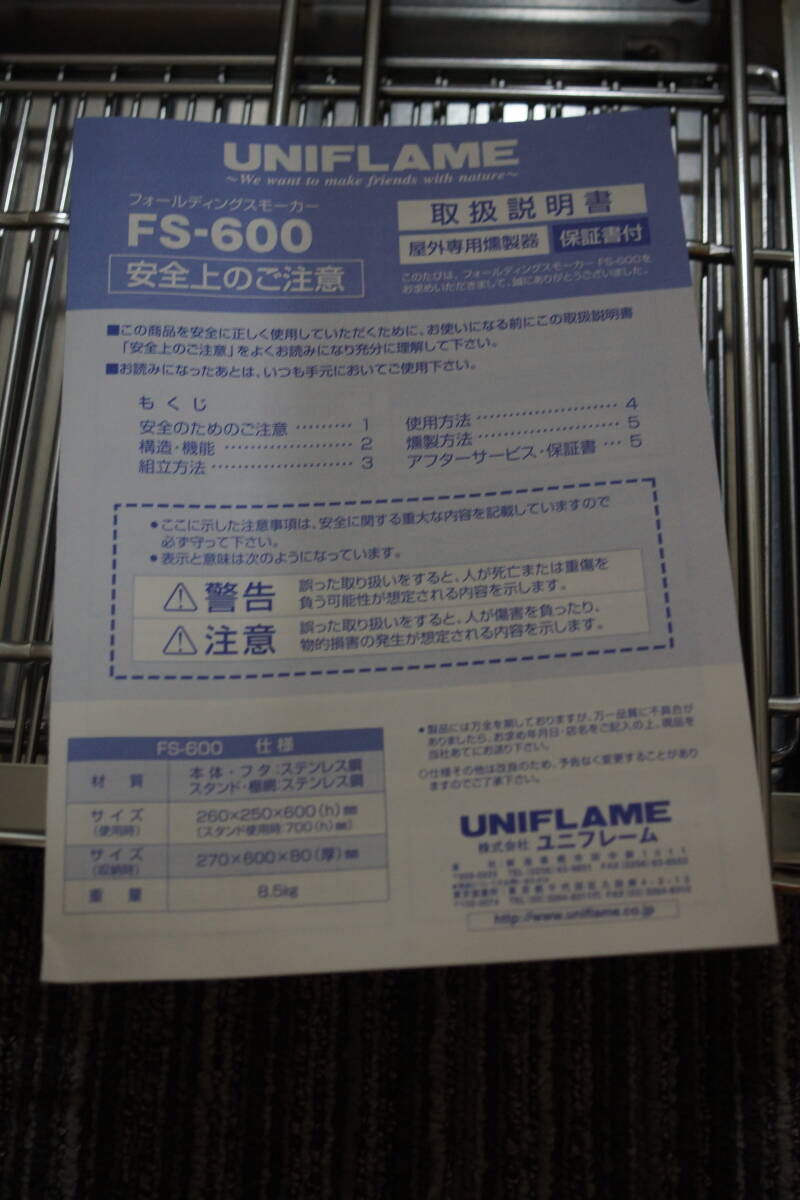 UNIFLAME
~We want to make friends with nature~
フォールディングスモーカー
FS-600
安全上のご注意
取扱説明書
屋外専用燻製器 保証書付
このたびは、フォールディングスモーカー FS-600を
お求めいただきまして、誠にありがとうございました。
■この商品を安全に正しく使用していただくために、お使いになる前にこの取扱説明書
「安全上のご注意」をよくお読みになり充分に理解して下さい。
■お読みになったあとは、いつも手元においてご使用下さい。
もくじ
安全のためのご注意 ……… 1
構造・機能 ………………… 2
組立方法 …………………… 3
使用方法 …………………… 4
燻製方法 …………………… 5
アフターサービス・保証書 … 5
●ここに示した注意事項は、安全に関する重大な内容を記載していますので
必ず守って下さい。
●表示と意味は次のようになっています。
⚠警告 誤った取り扱いをすると、人が死亡または重傷を
負う可能性が想定される内容を示します。
⚠注意 誤った取り扱いをすると、人が傷害を負ったり、
物的損害の発生が想定される内容を示します。
FS-600 仕様
材質 本体・フタ:ステンレス鋼
スタンド・棚網:ステンレス鋼
サイズ(使用時) 260×250×600(h)㎜
(スタンド使用時:700(h)㎜)
サイズ(収納時) 270×600×80(厚)㎜
重量 8.5kg
●製品には万全を期しておりますが、万一品質に不具合が
ありましたら、お求め年月日・店名をご記入の上、現品を
当社あてにお送り下さい。
○仕様その他は改良のため、予告なく変更することがあり
ますのでご了承下さい。
UNIFLAME
株式会社 ユニフレーム
http://www.uniflame.co.jp